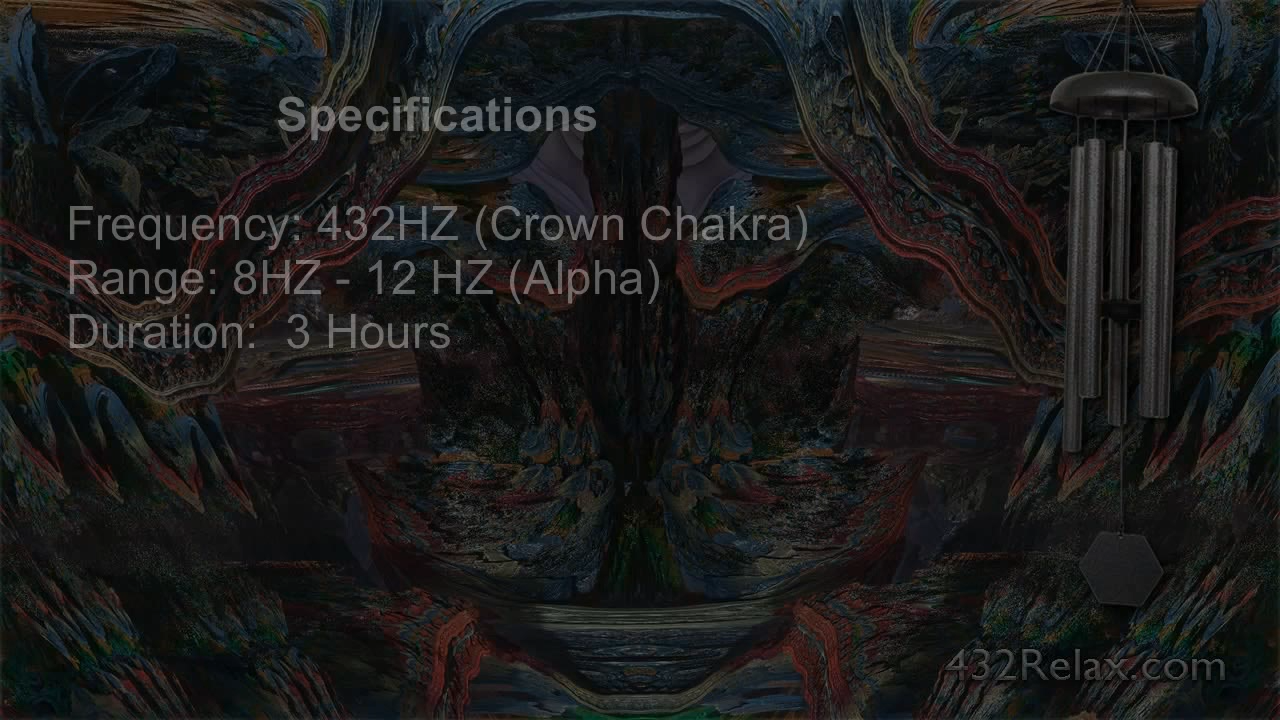 Specifications
Frequency: 432HZ (Crown Chakra)
Range: 8HZ - 12 HZ (Alpha)
Duration: 3 Hours
432Relax.com